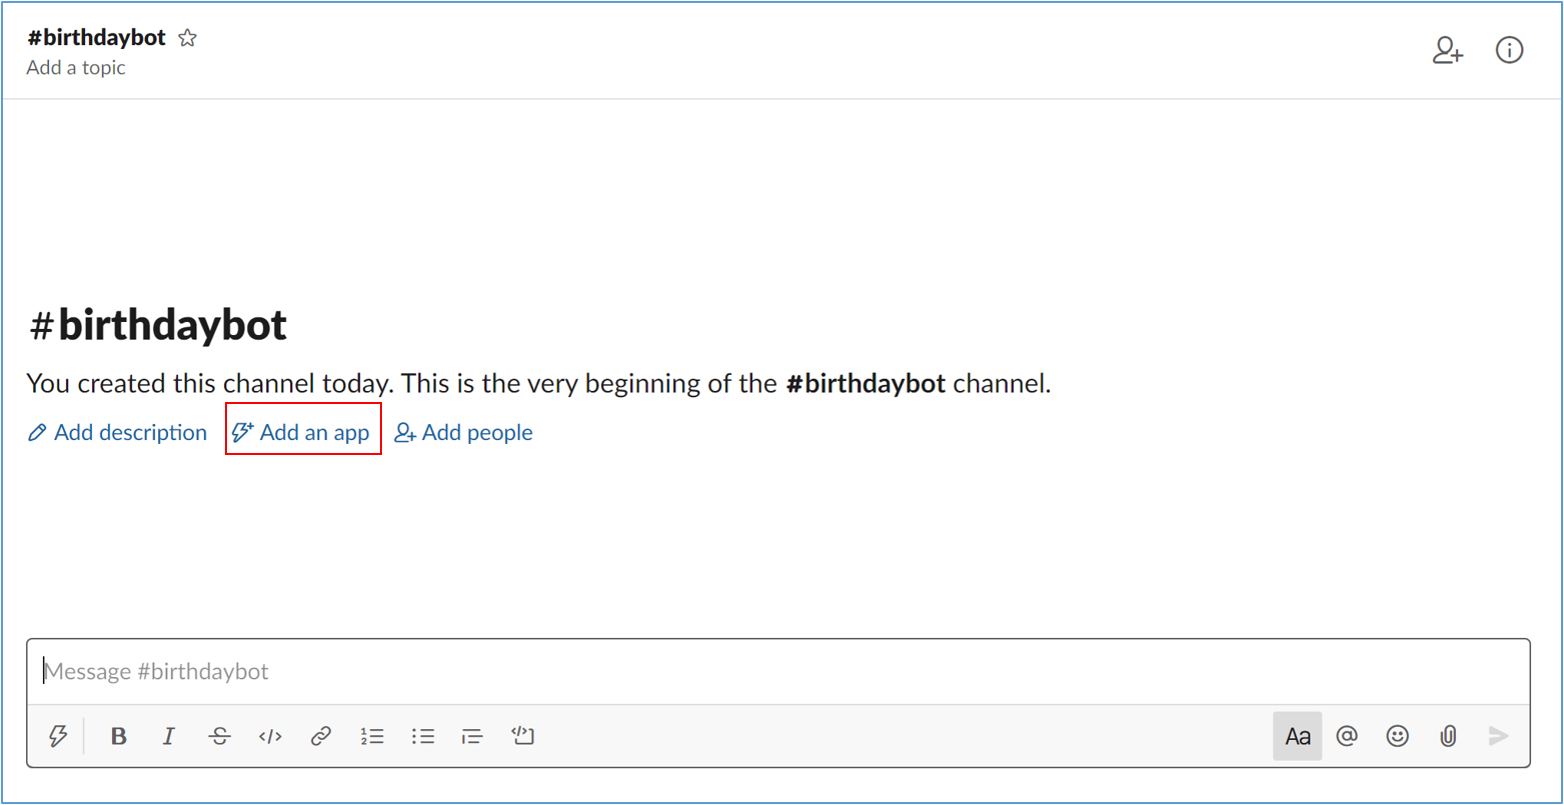 #birthdaybot
Add a topic
#birthdaybot
You created this channel today. This is the very beginning of the #birthdaybot channel.
Add description Add an app Add people
Message #birthdaybot
B I S </> Aa @